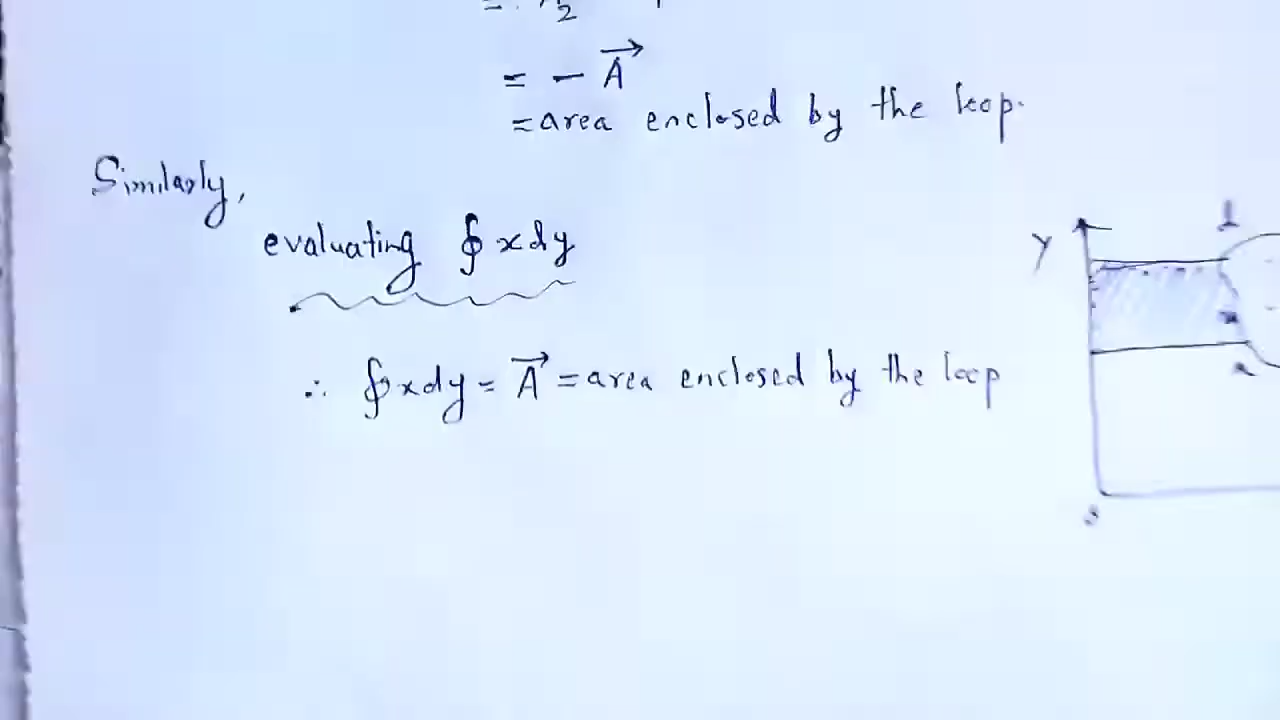 = - A⃗
= area enclosed by the loop.
Similarly,
evaluating ∮ x dy
∴ ∮ x dy = A⃗ = area enclosed by the loop
Y